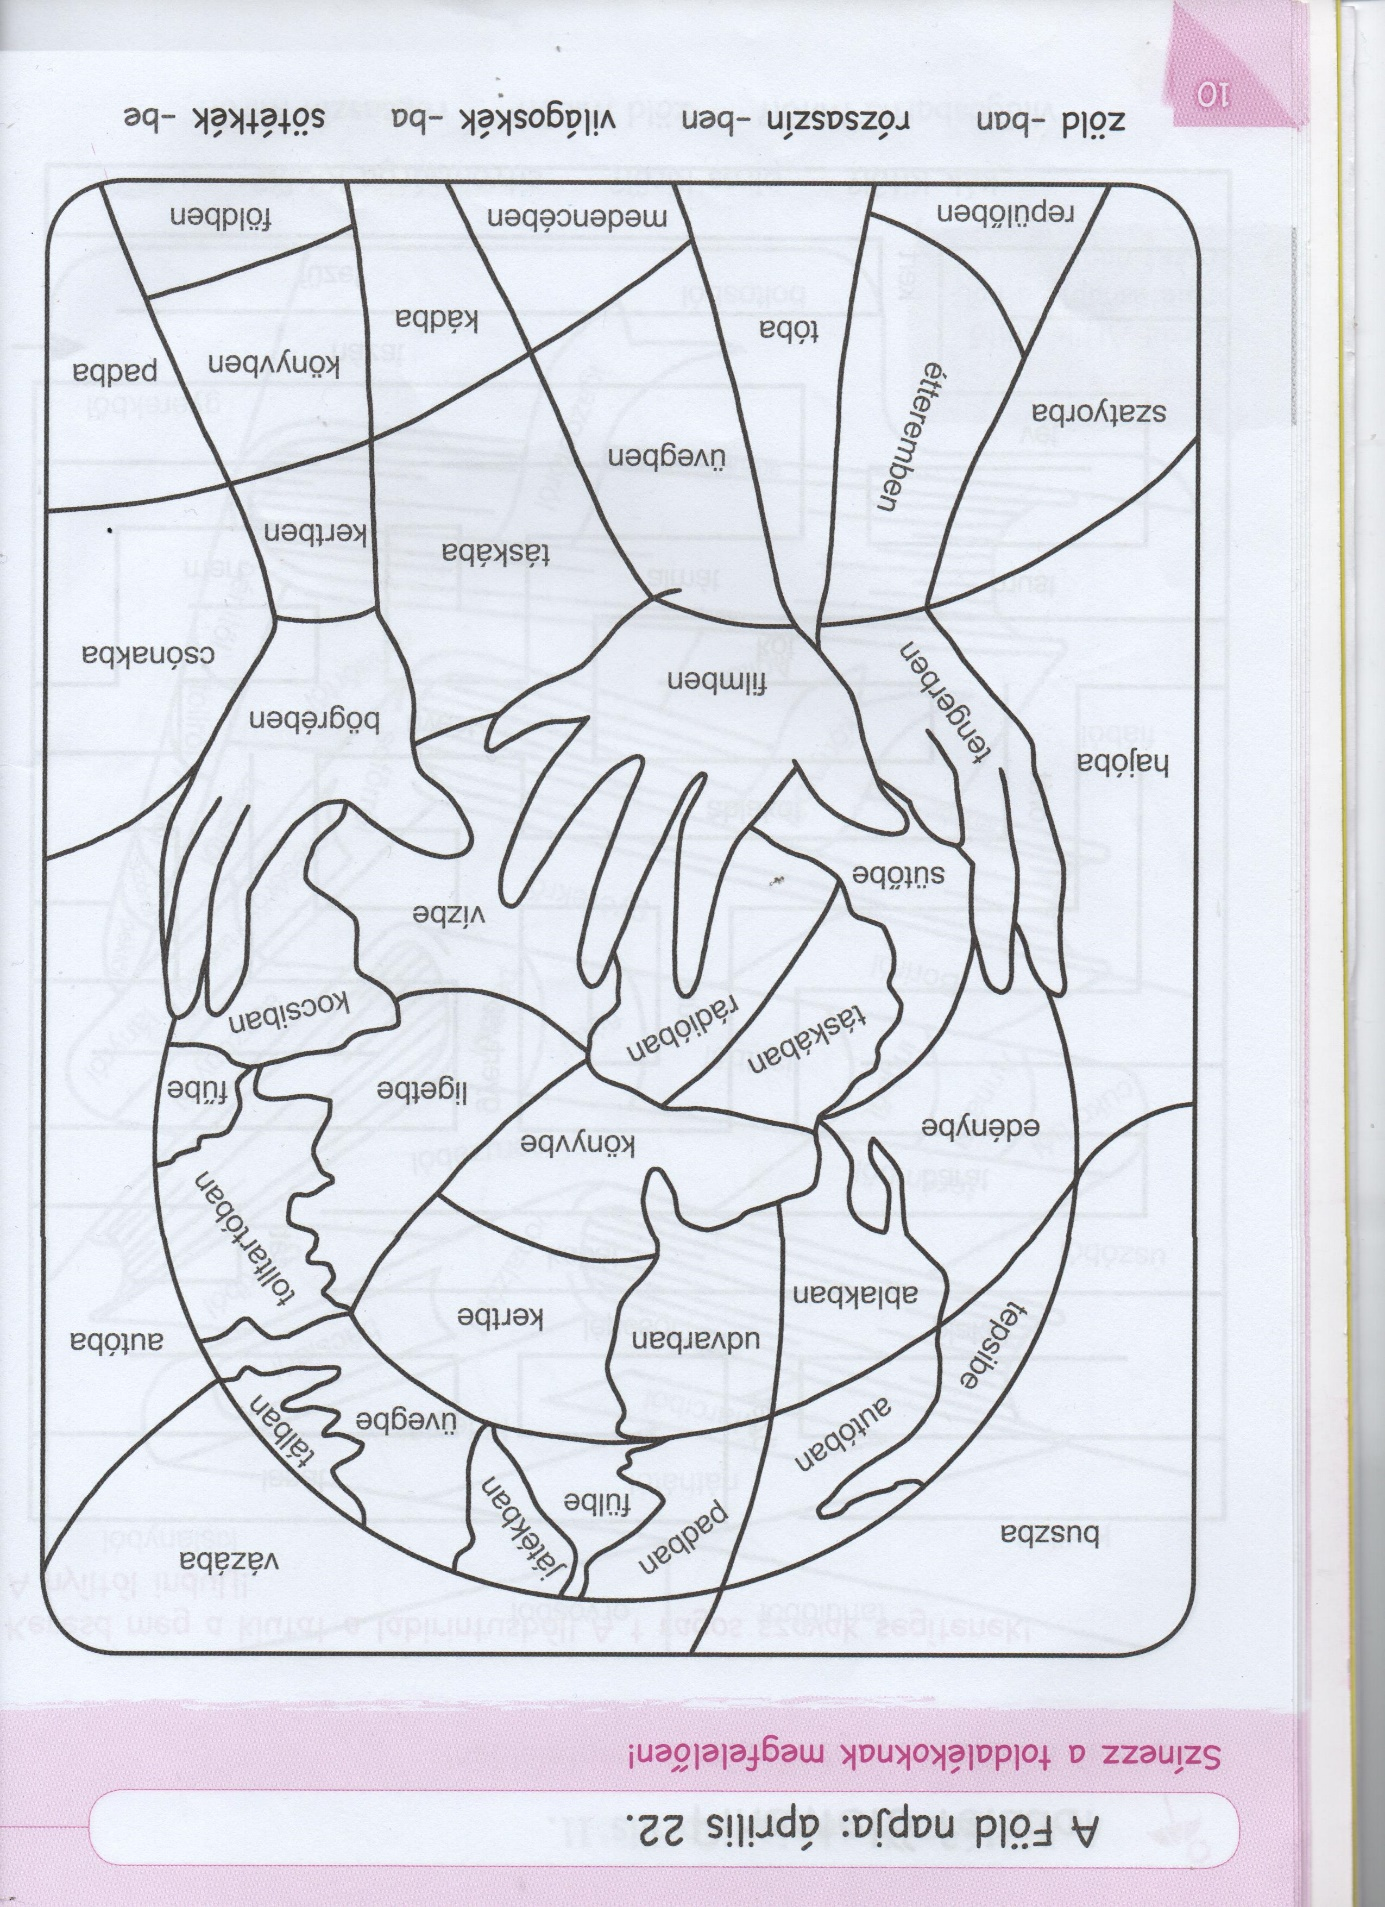 A Föld napja: április 22.
Színezz a toldalékoknak megfelelően!
buszba
vázába
padban
fülbe
játékban
autóban
üvegbe
tálban
tepsibe
ablakban
udvarban
kertbe
autóba
tolltartóban
edénybe
könyvbe
ligetbe
fűbe
táskában
rádióban
kocsiban
sütőbe
vízbe
hajóba
tengerben
filmben
bögrében
csónakba
táskába
kertben
szatyorba
étteremben
üvegben
tóba
kádba
könyvben
padba
repülőben
medencében
földben
zöld -ban rózsaszín -ben világoskék -ba sötétkék -be
10